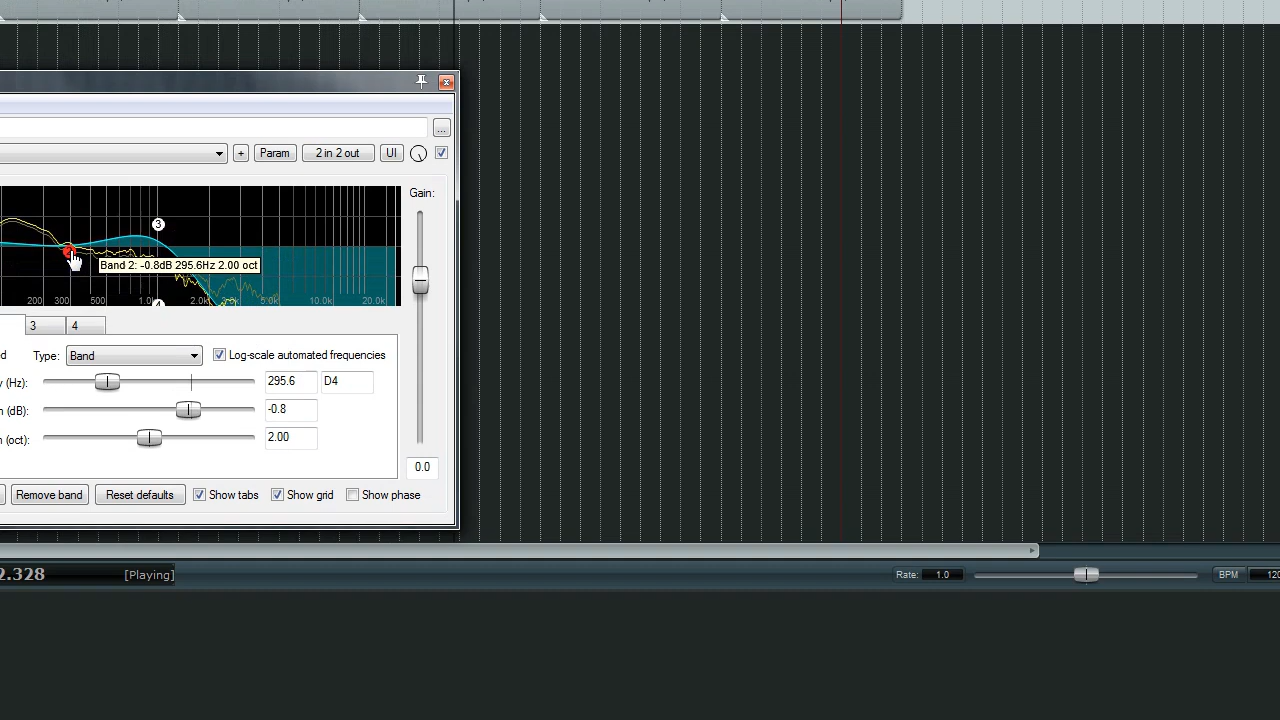 ...
+ Param 2 in 2 out UI
Gain:
3
Band 2: -0.8dB 295.6Hz 2.00 oct
4
200 300 500 1.0k 2.0k 5.0k 10.0k 20.0k
3 4
Type: Band Log-scale automated frequencies
(Hz): 295.6 D4
(dB): -0.8
(oct): 2.00
0.0
Remove band Reset defaults Show tabs Show grid Show phase
2.328 [Playing] Rate: 1.0 BPM 120